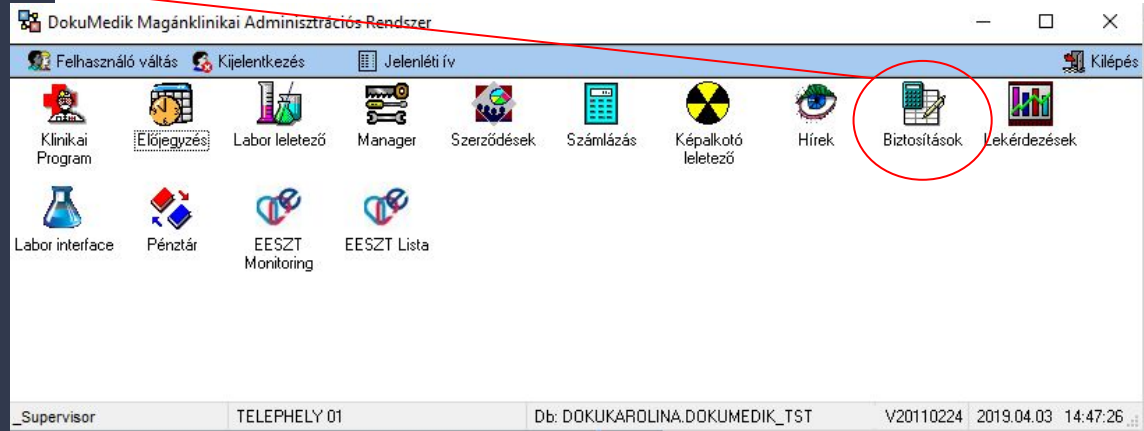 DokuMedik Magánklinikai Adminisztrációs Rendszer
Felhasználó váltás Kijelentkezés Jelenléti ív Kilépés
Klinikai Program
Előjegyzés
Labor leletező
Manager
Szerződések
Számlázás
Képalkotó leletező
Hírek
Biztosítások
Lekérdezések
Labor interface
Pénztár
EESZT Monitoring
EESZT Lista
_Supervisor TELEPHELY 01 Db: DOKUKAROLINA.DOKUMEDIK_TST V20110224 2019.04.03 14:47:26